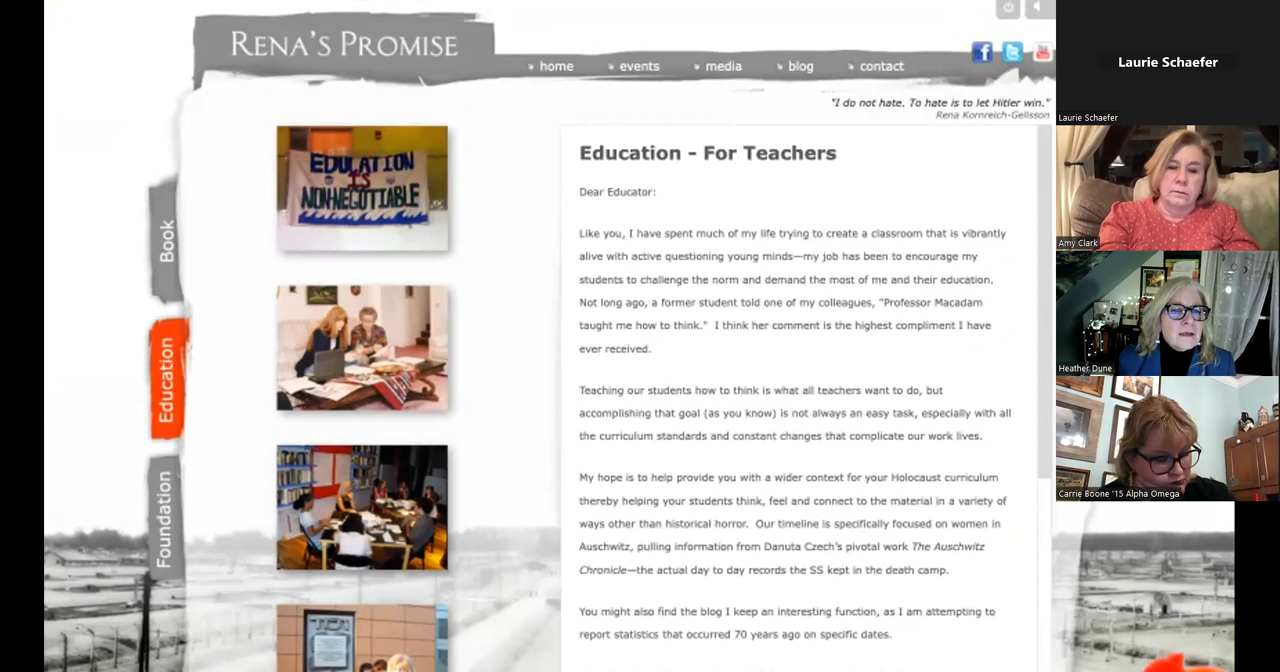 RENA'S PROMISE
home
events
media
blog
contact
"I do not hate. To hate is to let Hitler win."
Rena Kornreich-Gelissen
Book
Education
Foundation
EDUCATION
IS
NON-NEGOTIABLE
Education - For Teachers
Dear Educator:
Like you, I have spent much of my life trying to create a classroom that is vibrantly
alive with active questioning young minds—my job has been to encourage my
students to challenge the norm and demand the most of me and their education.
Not long ago, a former student told one of my colleagues, "Professor Macadam
taught me how to think."  I think her comment is the highest compliment I have
ever received.
Teaching our students how to think is what all teachers want to do, but
accomplishing that goal (as you know) is not always an easy task, especially with all
the curriculum standards and constant changes that complicate our work lives.
My hope is to help provide you with a wider context for your Holocaust curriculum
thereby helping your students think, feel and connect to the material in a variety of
ways other than historical horror.  Our timeline is specifically focused on women in
Auschwitz, pulling information from Danuta Czech's pivotal work The Auschwitz
Chronicle—the actual day to day records the SS kept in the death camp.
You might also find the blog I keep an interesting function, as I am attempting to
report statistics that occurred 70 years ago on specific dates.
Laurie Schaefer
Laurie Schaefer
Amy Clark
Heather Dune
Carrie Boone '15 Alpha Omega